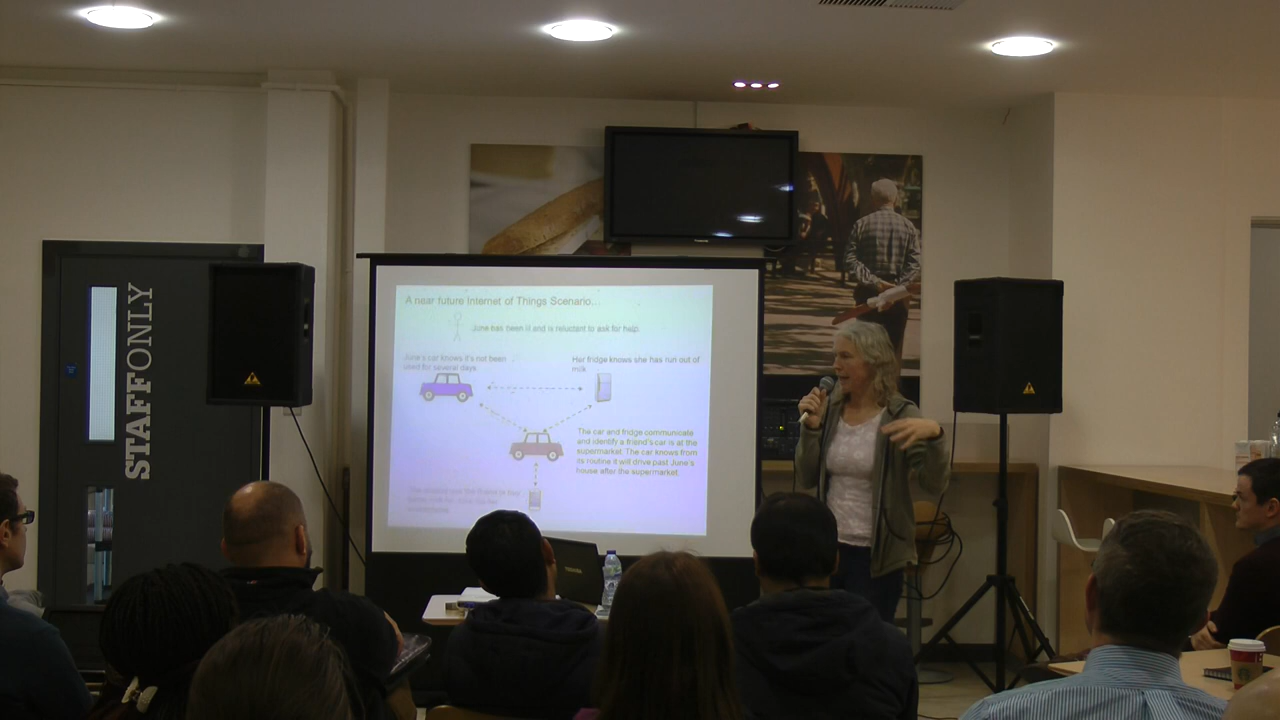 STAFFONLY
A near future Internet of Things Scenario...
June has been ill and is reluctant to ask for help.
June's car knows it's not been
used for several days
Her fridge knows she has run out of
milk
The car and fridge communicate
and identify a friend's car is at the
supermarket. The car knows from
its routine it will drive past June's
house after the supermarket.
TOSHIBA